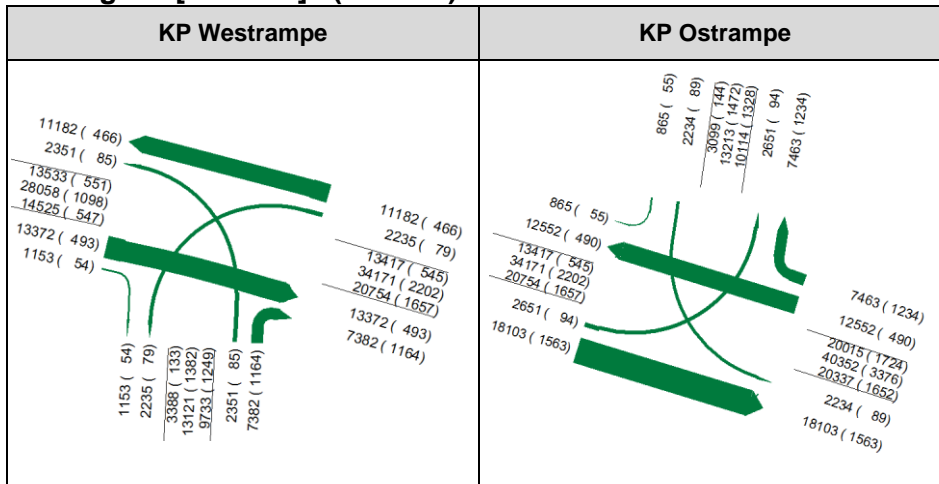 KP Westrampe
KP Ostrampe
11182 ( 466)
2351 ( 85)
13533 ( 551)
28058 ( 1098)
14525 ( 547)
13372 ( 493)
1153 ( 54)
11182 ( 466)
2235 ( 79)
13417 ( 545)
34171 ( 2202)
20754 ( 1657)
13372 ( 493)
7382 ( 1164)
1153 ( 54)
2235 ( 79)
3388 ( 133)
13121 ( 1382)
9733 ( 1249)
2351 ( 85)
7382 ( 1164)
865 ( 55)
2234 ( 89)
3099 ( 144)
13213 ( 1472)
10114 ( 1328)
2651 ( 94)
7463 ( 1234)
865 ( 55)
12552 ( 490)
13417 ( 545)
34171 ( 2202)
20754 ( 1657)
2651 ( 94)
18103 ( 1563)
7463 ( 1234)
12552 ( 490)
20015 ( 1724)
40352 ( 3376)
20337 ( 1652)
2234 ( 89)
18103 ( 1563)